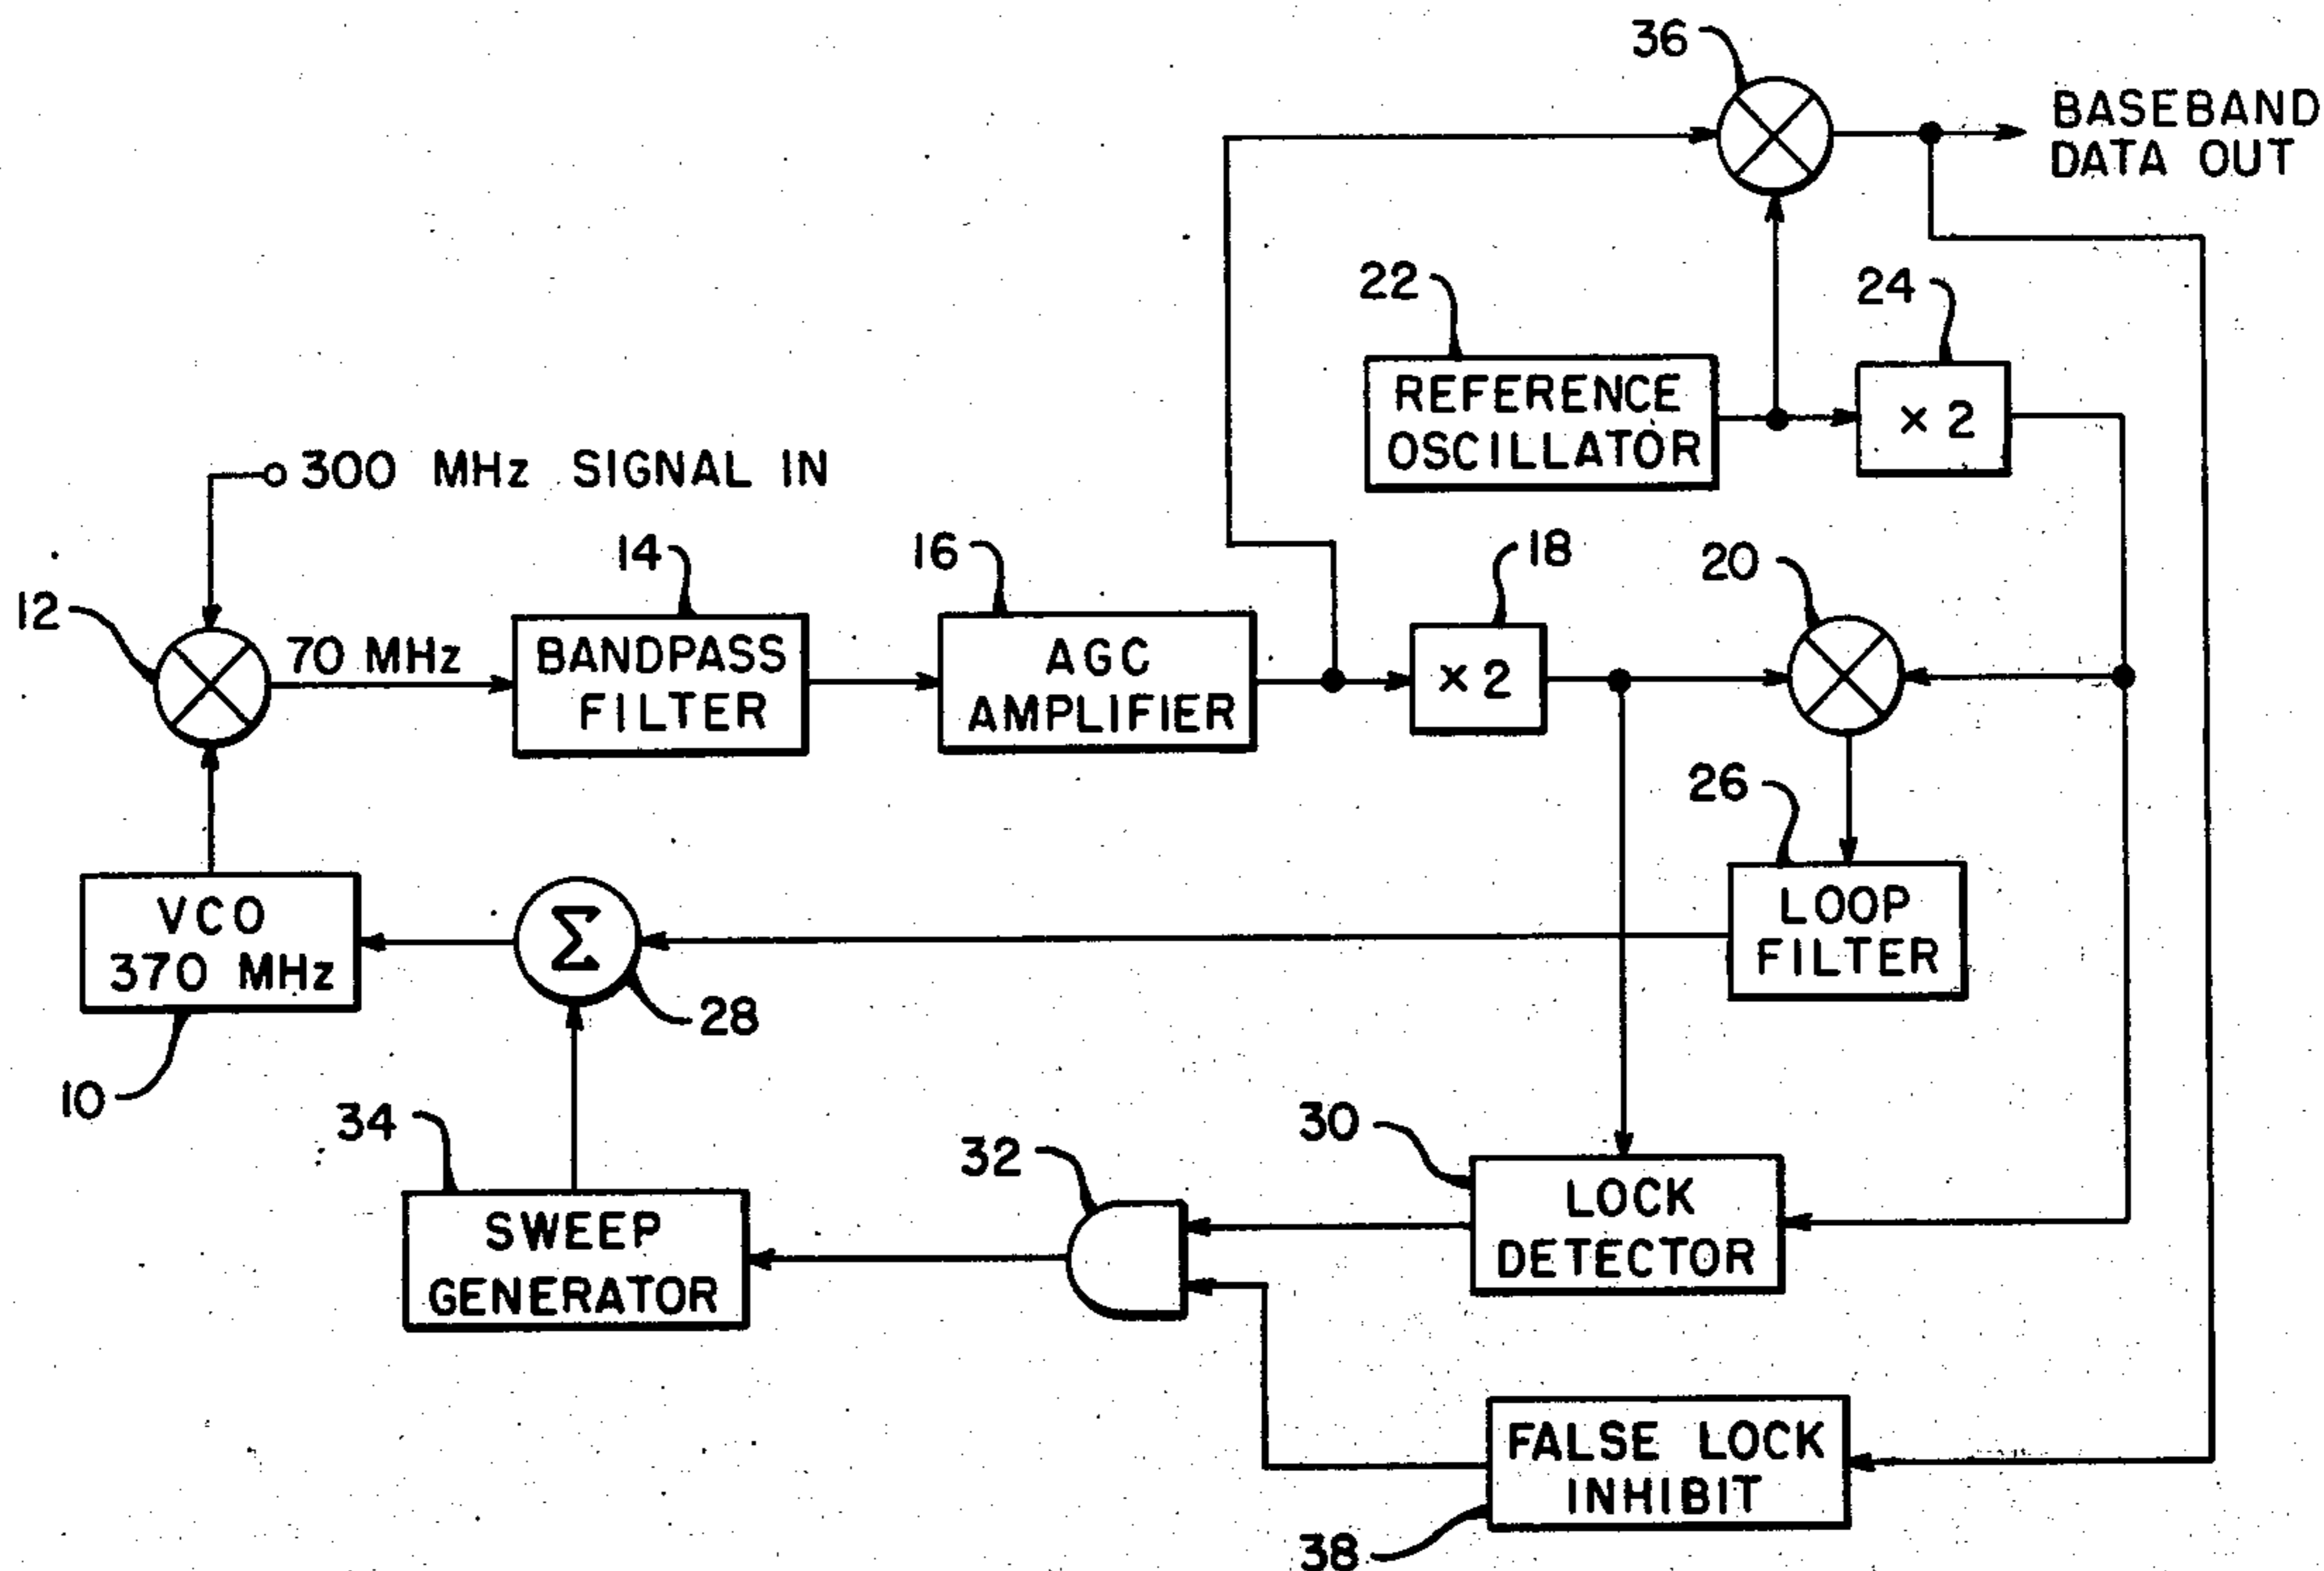 36
BASEBAND
DATA OUT
22
24
REFERENCE
OSCILLATOR
× 2
300 MHz SIGNAL IN
14
16
18
20
12
70 MHz
BANDPASS
FILTER
AGC
AMPLIFIER
× 2
26
VCO
370 MHz
Σ
LOOP
FILTER
28
10
34
32
30
SWEEP
GENERATOR
LOCK
DETECTOR
FALSE LOCK
INHIBIT
38